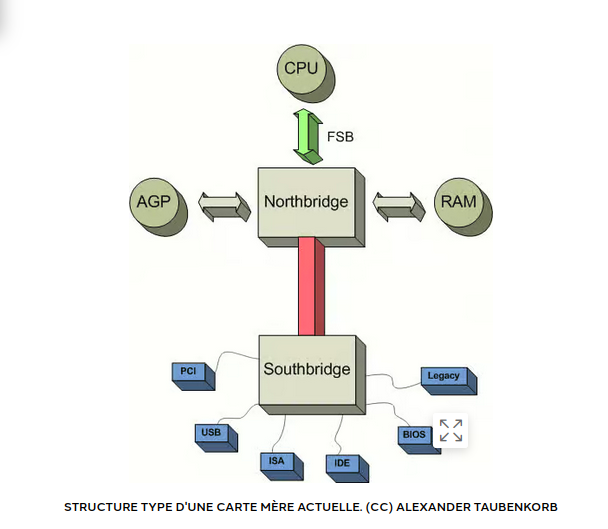 CPU
FSB
AGP
Northbridge
RAM
Southbridge
PCI
Legacy
USB
BIOS
ISA
IDE
STRUCTURE TYPE D'UNE CARTE MÈRE ACTUELLE. (CC) ALEXANDER TAUBENKORB